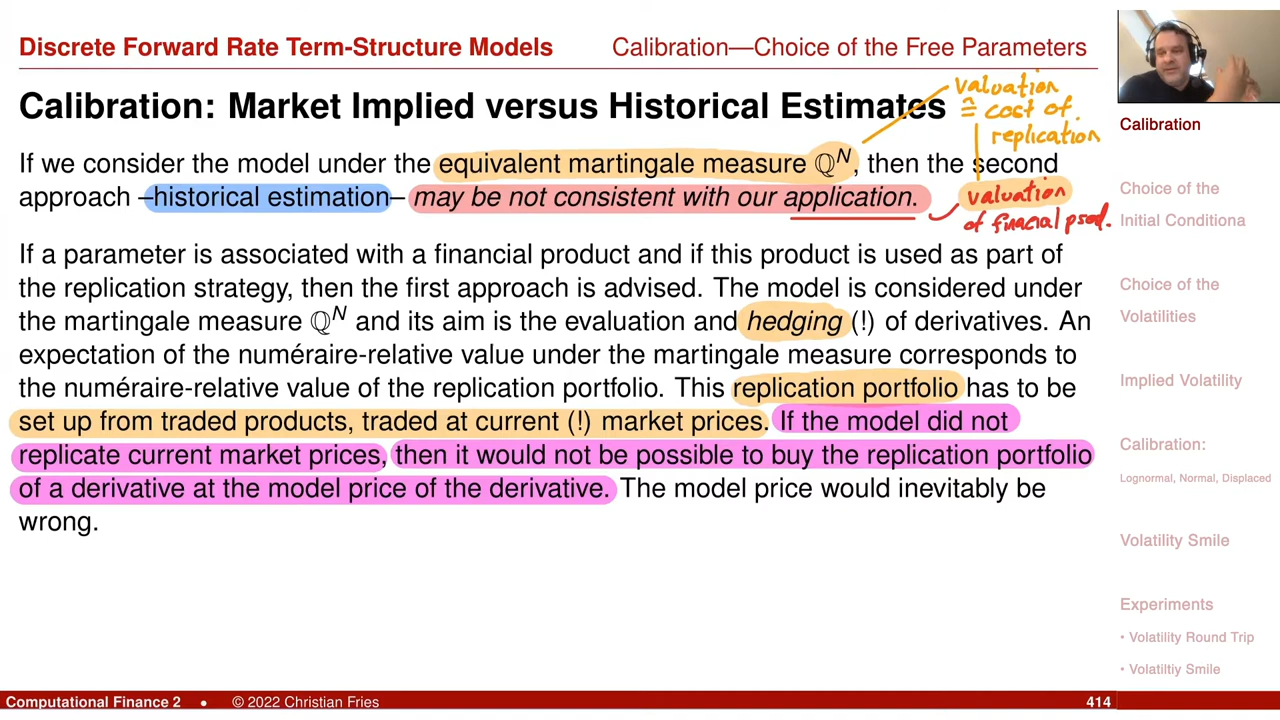 Discrete Forward Rate Term-Structure Models
Calibration—Choice of the Free Parameters
Calibration: Market Implied versus Historical Estimates
valuation
≙ cost of
replication
If we consider the model under the equivalent martingale measure ℚᴺ, then the second
approach –historical estimation– may be not consistent with our application.
valuation
of finacial prod.
If a parameter is associated with a financial product and if this product is used as part of
the replication strategy, then the first approach is advised. The model is considered under
the martingale measure ℚᴺ and its aim is the evaluation and hedging (!) of derivatives. An
expectation of the numéraire-relative value under the martingale measure corresponds to
the numéraire-relative value of the replication portfolio. This replication portfolio has to be
set up from traded products, traded at current (!) market prices. If the model did not
replicate current market prices, then it would not be possible to buy the replication portfolio
of a derivative at the model price of the derivative. The model price would inevitably be
wrong.
Calibration
Choice of the
Initial Conditiona
Choice of the
Volatilities
Implied Volatility
Calibration:
Lognormal, Normal, Displaced
Volatility Smile
Experiments
• Volatility Round Trip
• Volatiltiy Smile
Computational Finance 2 • © 2022 Christian Fries
414